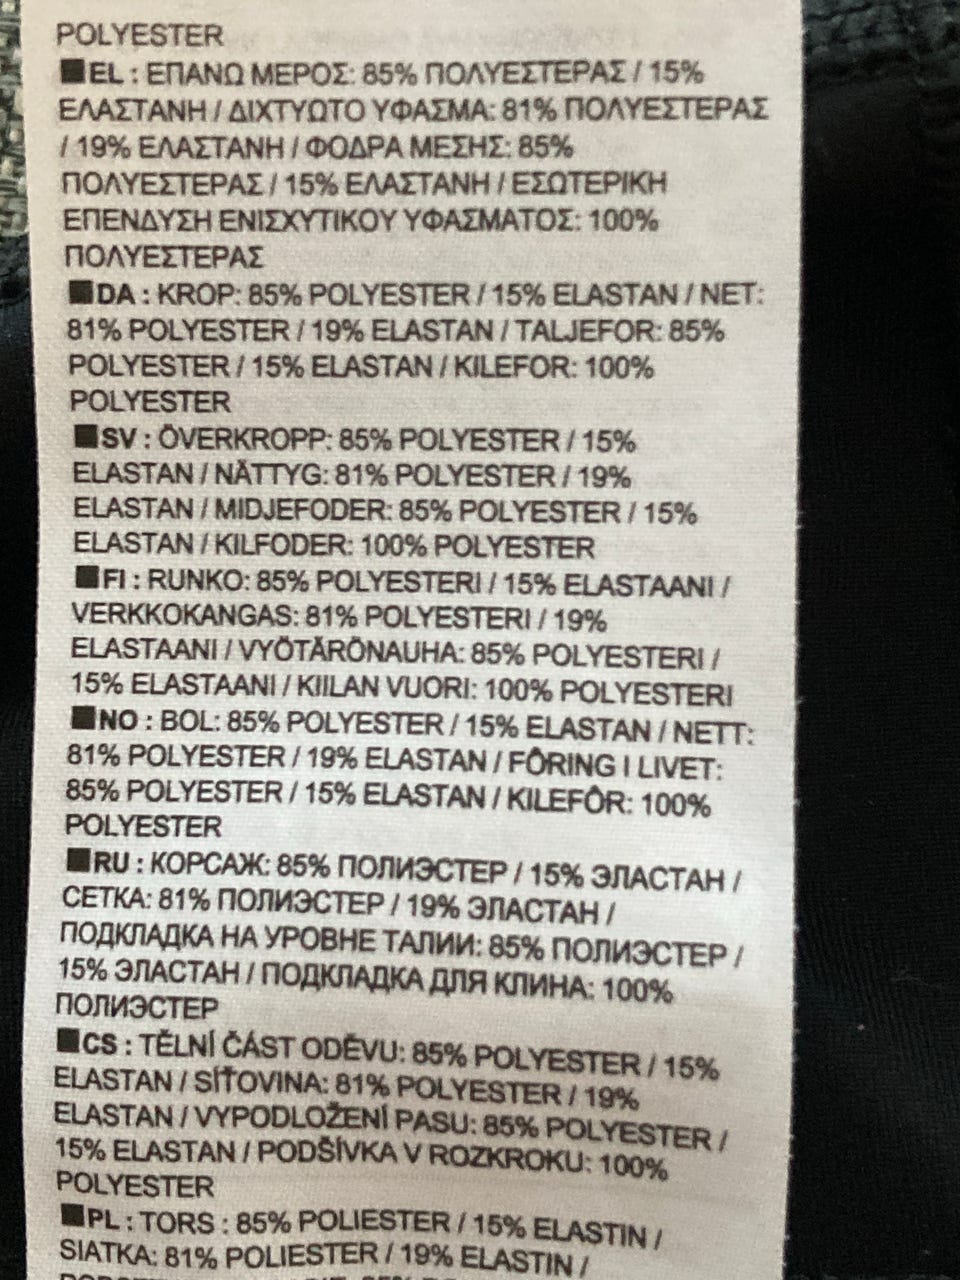 POLYESTER
■EL : ΕΠΑΝΩ ΜΕΡΟΣ: 85% ΠΟΛΥΕΣΤΕΡΑΣ / 15%
ΕΛΑΣΤΑΝΗ / ΔΙΧΤΥΩΤΟ ΥΦΑΣΜΑ: 81% ΠΟΛΥΕΣΤΕΡΑΣ
/ 19% ΕΛΑΣΤΑΝΗ / ΦΟΔΡΑ ΜΕΣΗΣ: 85%
ΠΟΛΥΕΣΤΕΡΑΣ / 15% ΕΛΑΣΤΑΝΗ / ΕΣΩΤΕΡΙΚΗ
ΕΠΕΝΔΥΣΗ ΕΝΙΣΧΥΤΙΚΟΥ ΥΦΑΣΜΑΤΟΣ: 100%
ΠΟΛΥΕΣΤΕΡΑΣ
■DA : KROP: 85% POLYESTER / 15% ELASTAN / NET:
81% POLYESTER / 19% ELASTAN / TALJEFOR: 85%
POLYESTER / 15% ELASTAN / KILEFOR: 100%
POLYESTER
■SV : ÖVERKROPP: 85% POLYESTER / 15%
ELASTAN / NÄTTYG: 81% POLYESTER / 19%
ELASTAN / MIDJEFODER: 85% POLYESTER / 15%
ELASTAN / KILFODER: 100% POLYESTER
■FI : RUNKO: 85% POLYESTERI / 15% ELASTAANI /
VERKKOKANGAS: 81% POLYESTERI / 19%
ELASTAANI / VYÖTÄRÖNAUHA: 85% POLYESTERI /
15% ELASTAANI / KIILAN VUORI: 100% POLYESTERI
■NO : BOL: 85% POLYESTER / 15% ELASTAN / NETT:
81% POLYESTER / 19% ELASTAN / FÔRING I LIVET:
85% POLYESTER / 15% ELASTAN / KILEFÔR: 100%
POLYESTER
■RU : КОРСАЖ: 85% ПОЛИЭСТЕР / 15% ЭЛАСТАН /
СЕТКА: 81% ПОЛИЭСТЕР / 19% ЭЛАСТАН /
ПОДКЛАДКА НА УРОВНЕ ТАЛИИ: 85% ПОЛИЭСТЕР /
15% ЭЛАСТАН / ПОДКЛАДКА ДЛЯ КЛИНА: 100%
ПОЛИЭСТЕР
■CS : TĚLNÍ ČÁST ODĚVU: 85% POLYESTER / 15%
ELASTAN / SÍŤOVINA: 81% POLYESTER / 19%
ELASTAN / VYPODLOŽENÍ PASU: 85% POLYESTER /
15% ELASTAN / PODŠÍVKA V ROZKROKU: 100%
POLYESTER
■PL : TORS : 85% POLIESTER / 15% ELASTIN /
SIATKA: 81% POLIESTER / 19% ELASTIN /